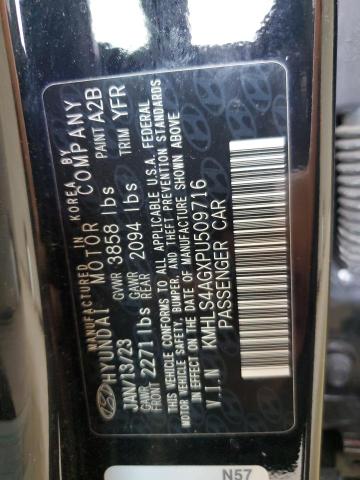 MANUFACTURED IN KOREA BY
HYUNDAI MOTOR COMPANY
JAN/13/23 GVWR 3858 lbs PAINT A2B
GAWR 2271 lbs GAWR REAR 2094 lbs TRIM YFR
THIS VEHICLE CONFORMS TO ALL APPLICABLE U.S.A. FEDERAL
MOTOR VEHICLE SAFETY, BUMPER, AND THEFT PREVENTION
STANDARDS IN EFFECT ON THE DATE OF MANUFACTURE SHOWN ABOVE
KMHLS4AGXPU509716
V.I.N PASSENGER CAR
N57